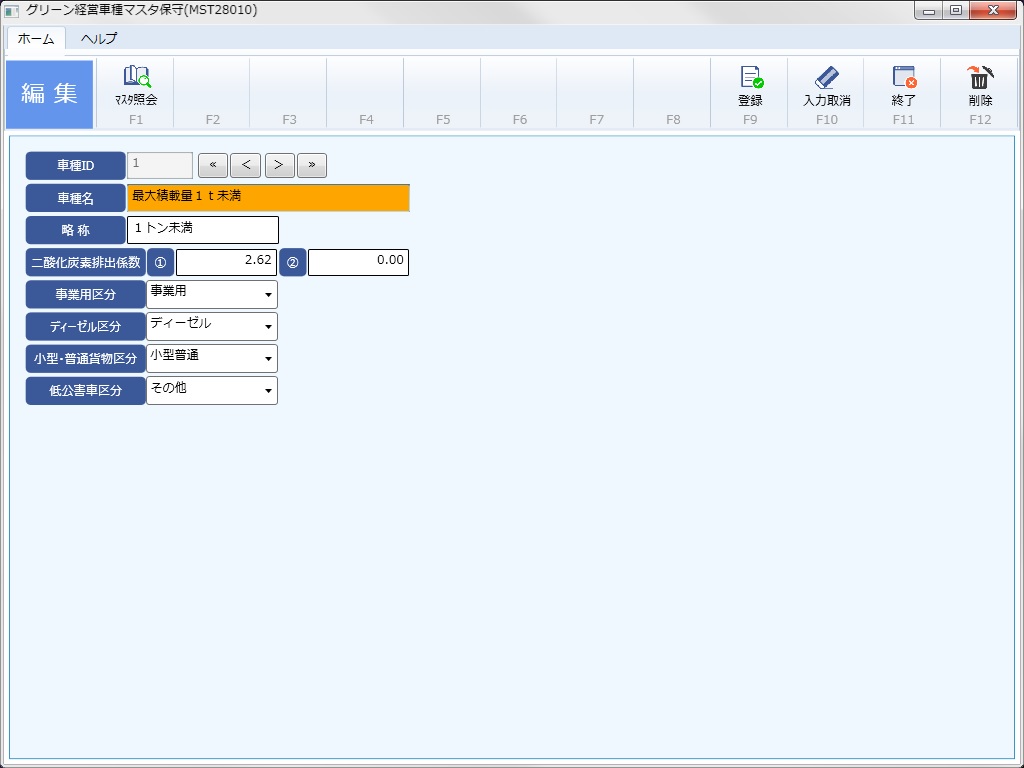 グリーン経営車種マスタ保守(MST28010)
ホーム ヘルプ
編集
ﾏｽﾀ照会 登録 入力取消 終了 削除
F1 F2 F3 F4 F5 F6 F7 F8 F9 F10 F11 F12
車種ID 1 « < > »
車種名 最大積載量１ｔ未満
略 称 １トン未満
二酸化炭素排出係数 ① 2.62 ② 0.00
事業用区分 事業用
ディーゼル区分 ディーゼル
小型・普通貨物区分 小型普通
低公害車区分 その他